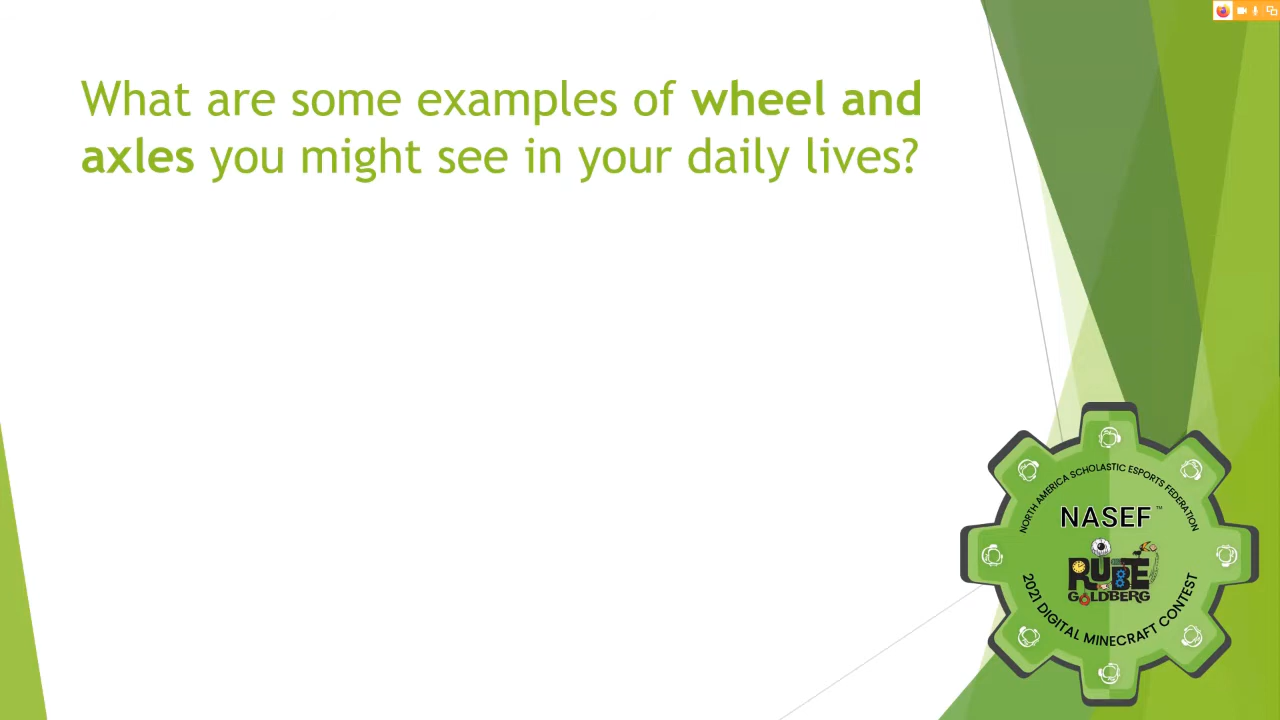 What are some examples of wheel and
axles you might see in your daily lives?
NORTH AMERICA SCHOLASTIC ESPORTS FEDERATION
NASEF™
RUBE
GOLDBERG
2021 DIGITAL MINECRAFT CONTEST